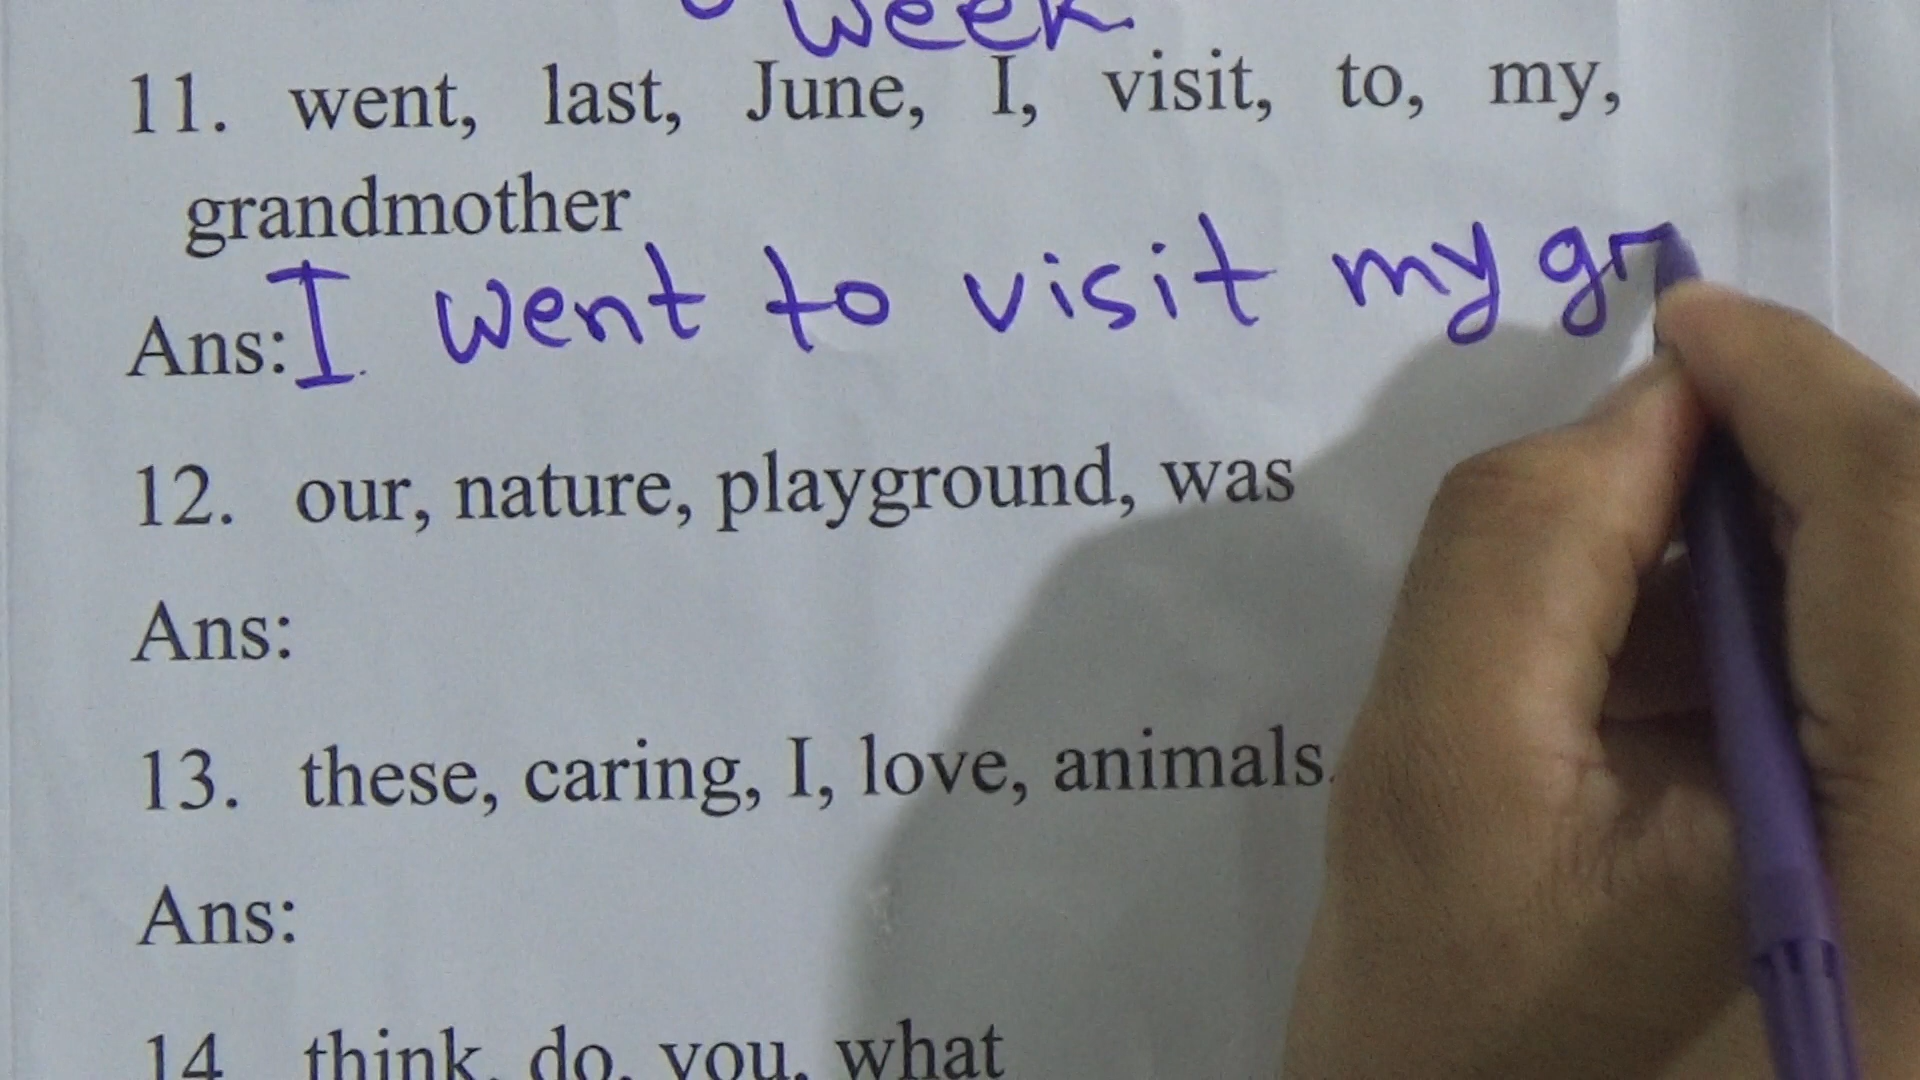 week
11. went, last, June, I, visit, to, my,
grandmother
Ans: I went to visit my gr
12. our, nature, playground, was
Ans:
13. these, caring, I, love, animals.
Ans:
14 think, do, you, what